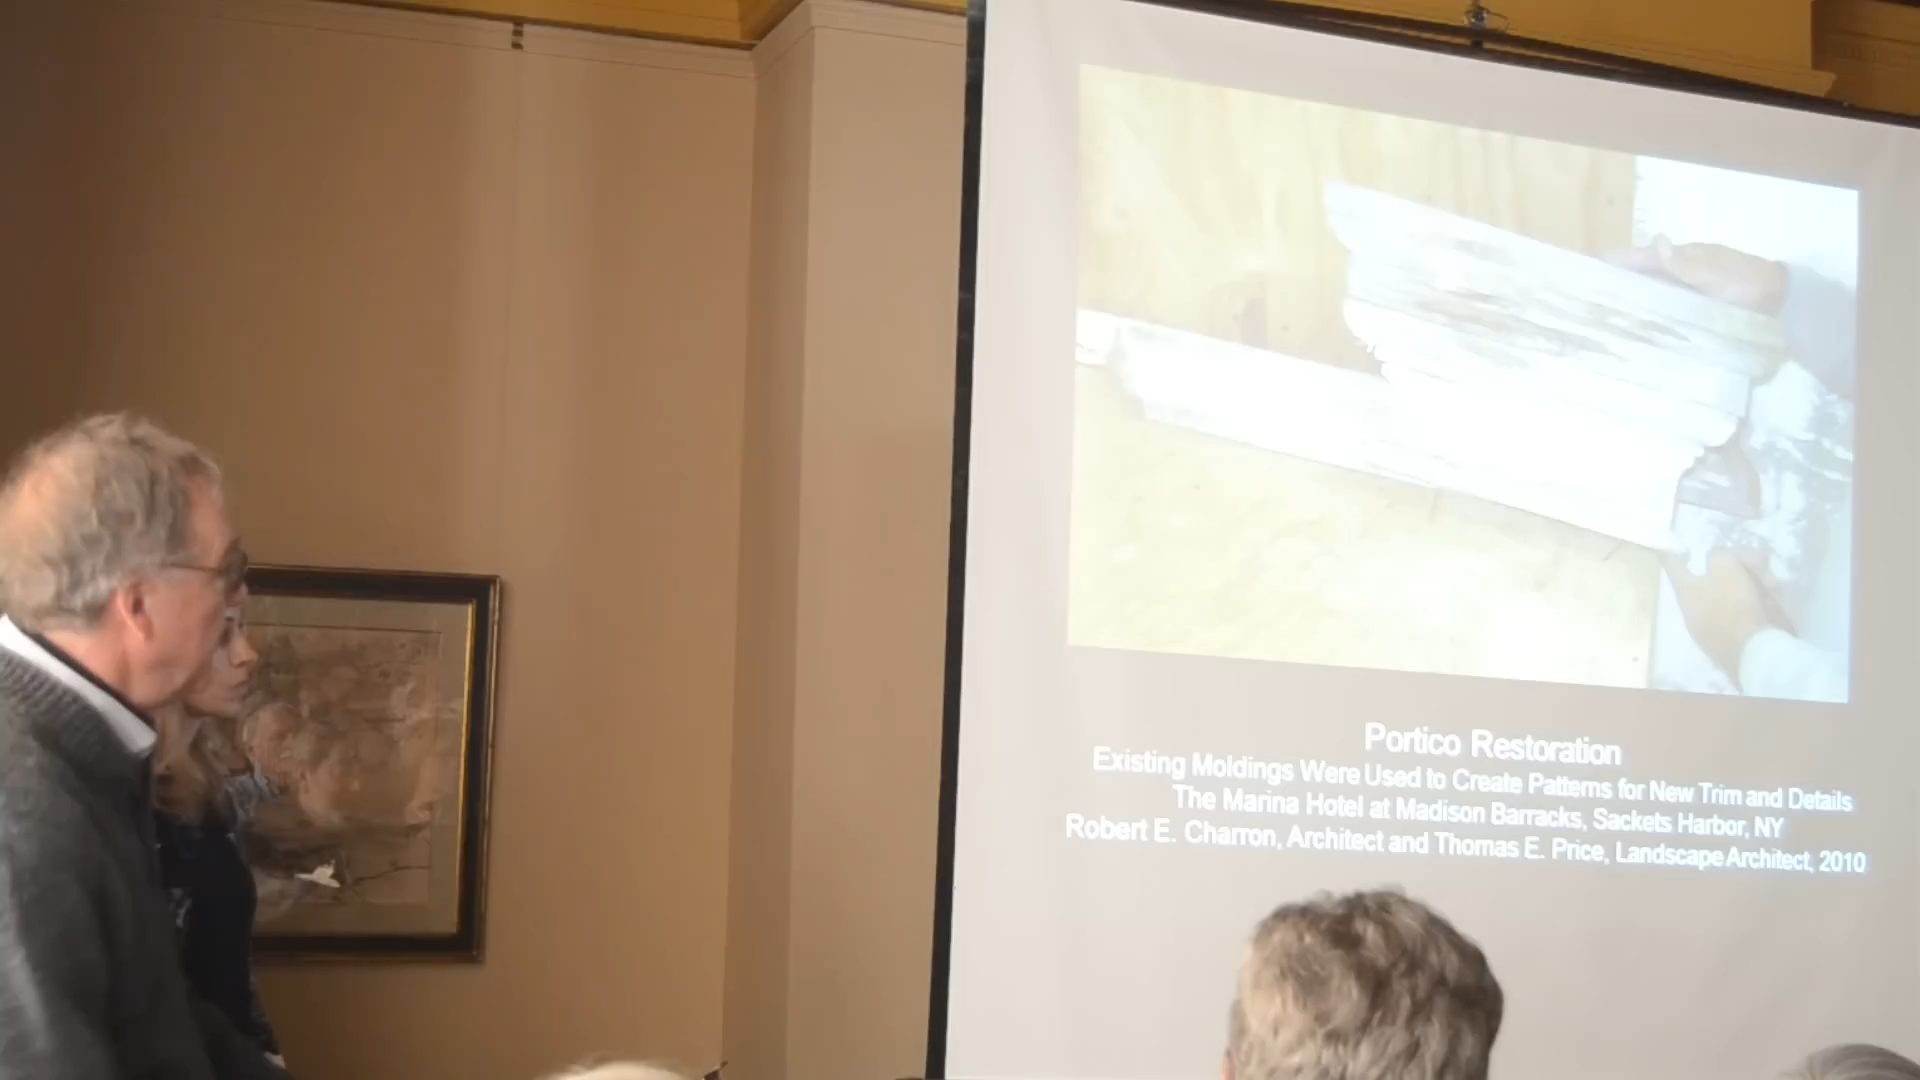 Portico Restoration
Existing Moldings Were Used to Create Patterns for New Trim and Details
The Marina Hotel at Madison Barracks, Sackets Harbor, NY
Robert E. Charron, Architect and Thomas E. Price, Landscape Architect, 2010